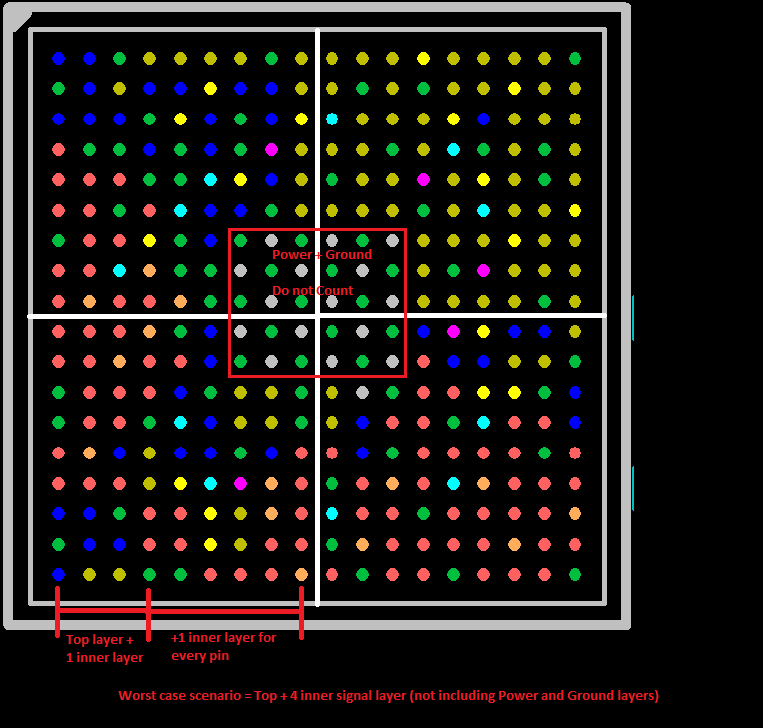 Power + Ground
Do not Count
Top layer +
1 inner layer
+1 inner layer for
every pin
Worst case scenario = Top + 4 inner signal layer (not including Power and Ground layers)